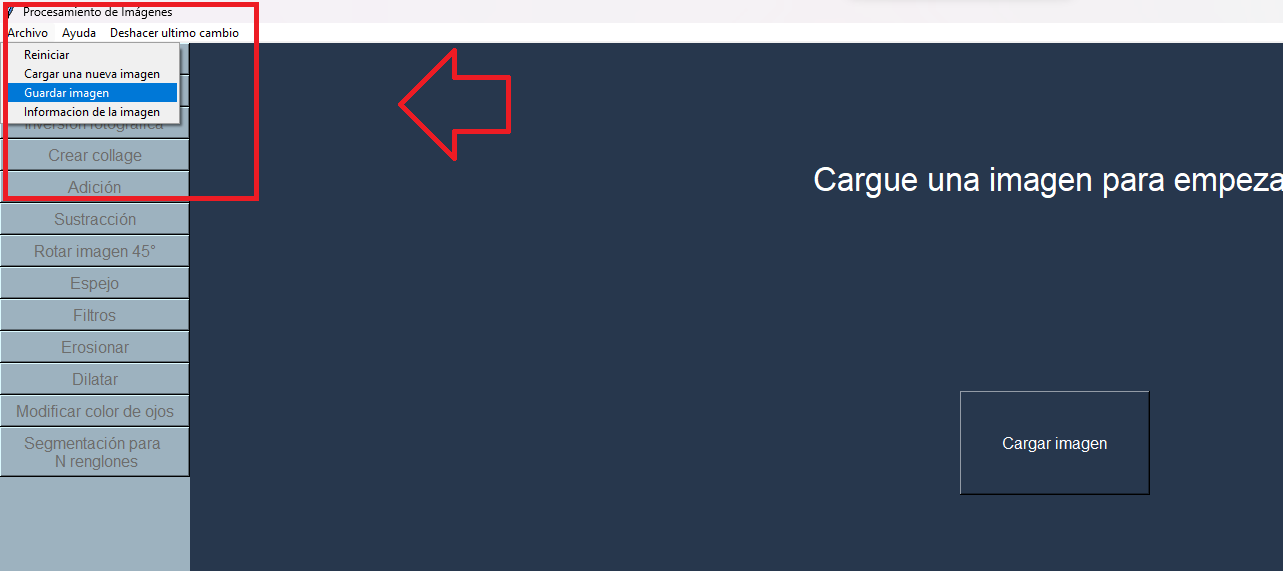 Procesamiento de Imágenes
Archivo Ayuda Deshacer ultimo cambio
Reiniciar
Cargar una nueva imagen
Guardar imagen
Informacion de la imagen
Inversión fotográfica
Crear collage
Adición
Sustracción
Rotar imagen 45°
Espejo
Filtros
Erosionar
Dilatar
Modificar color de ojos
Segmentación para
N renglones
Cargue una imagen para empeza
Cargar imagen